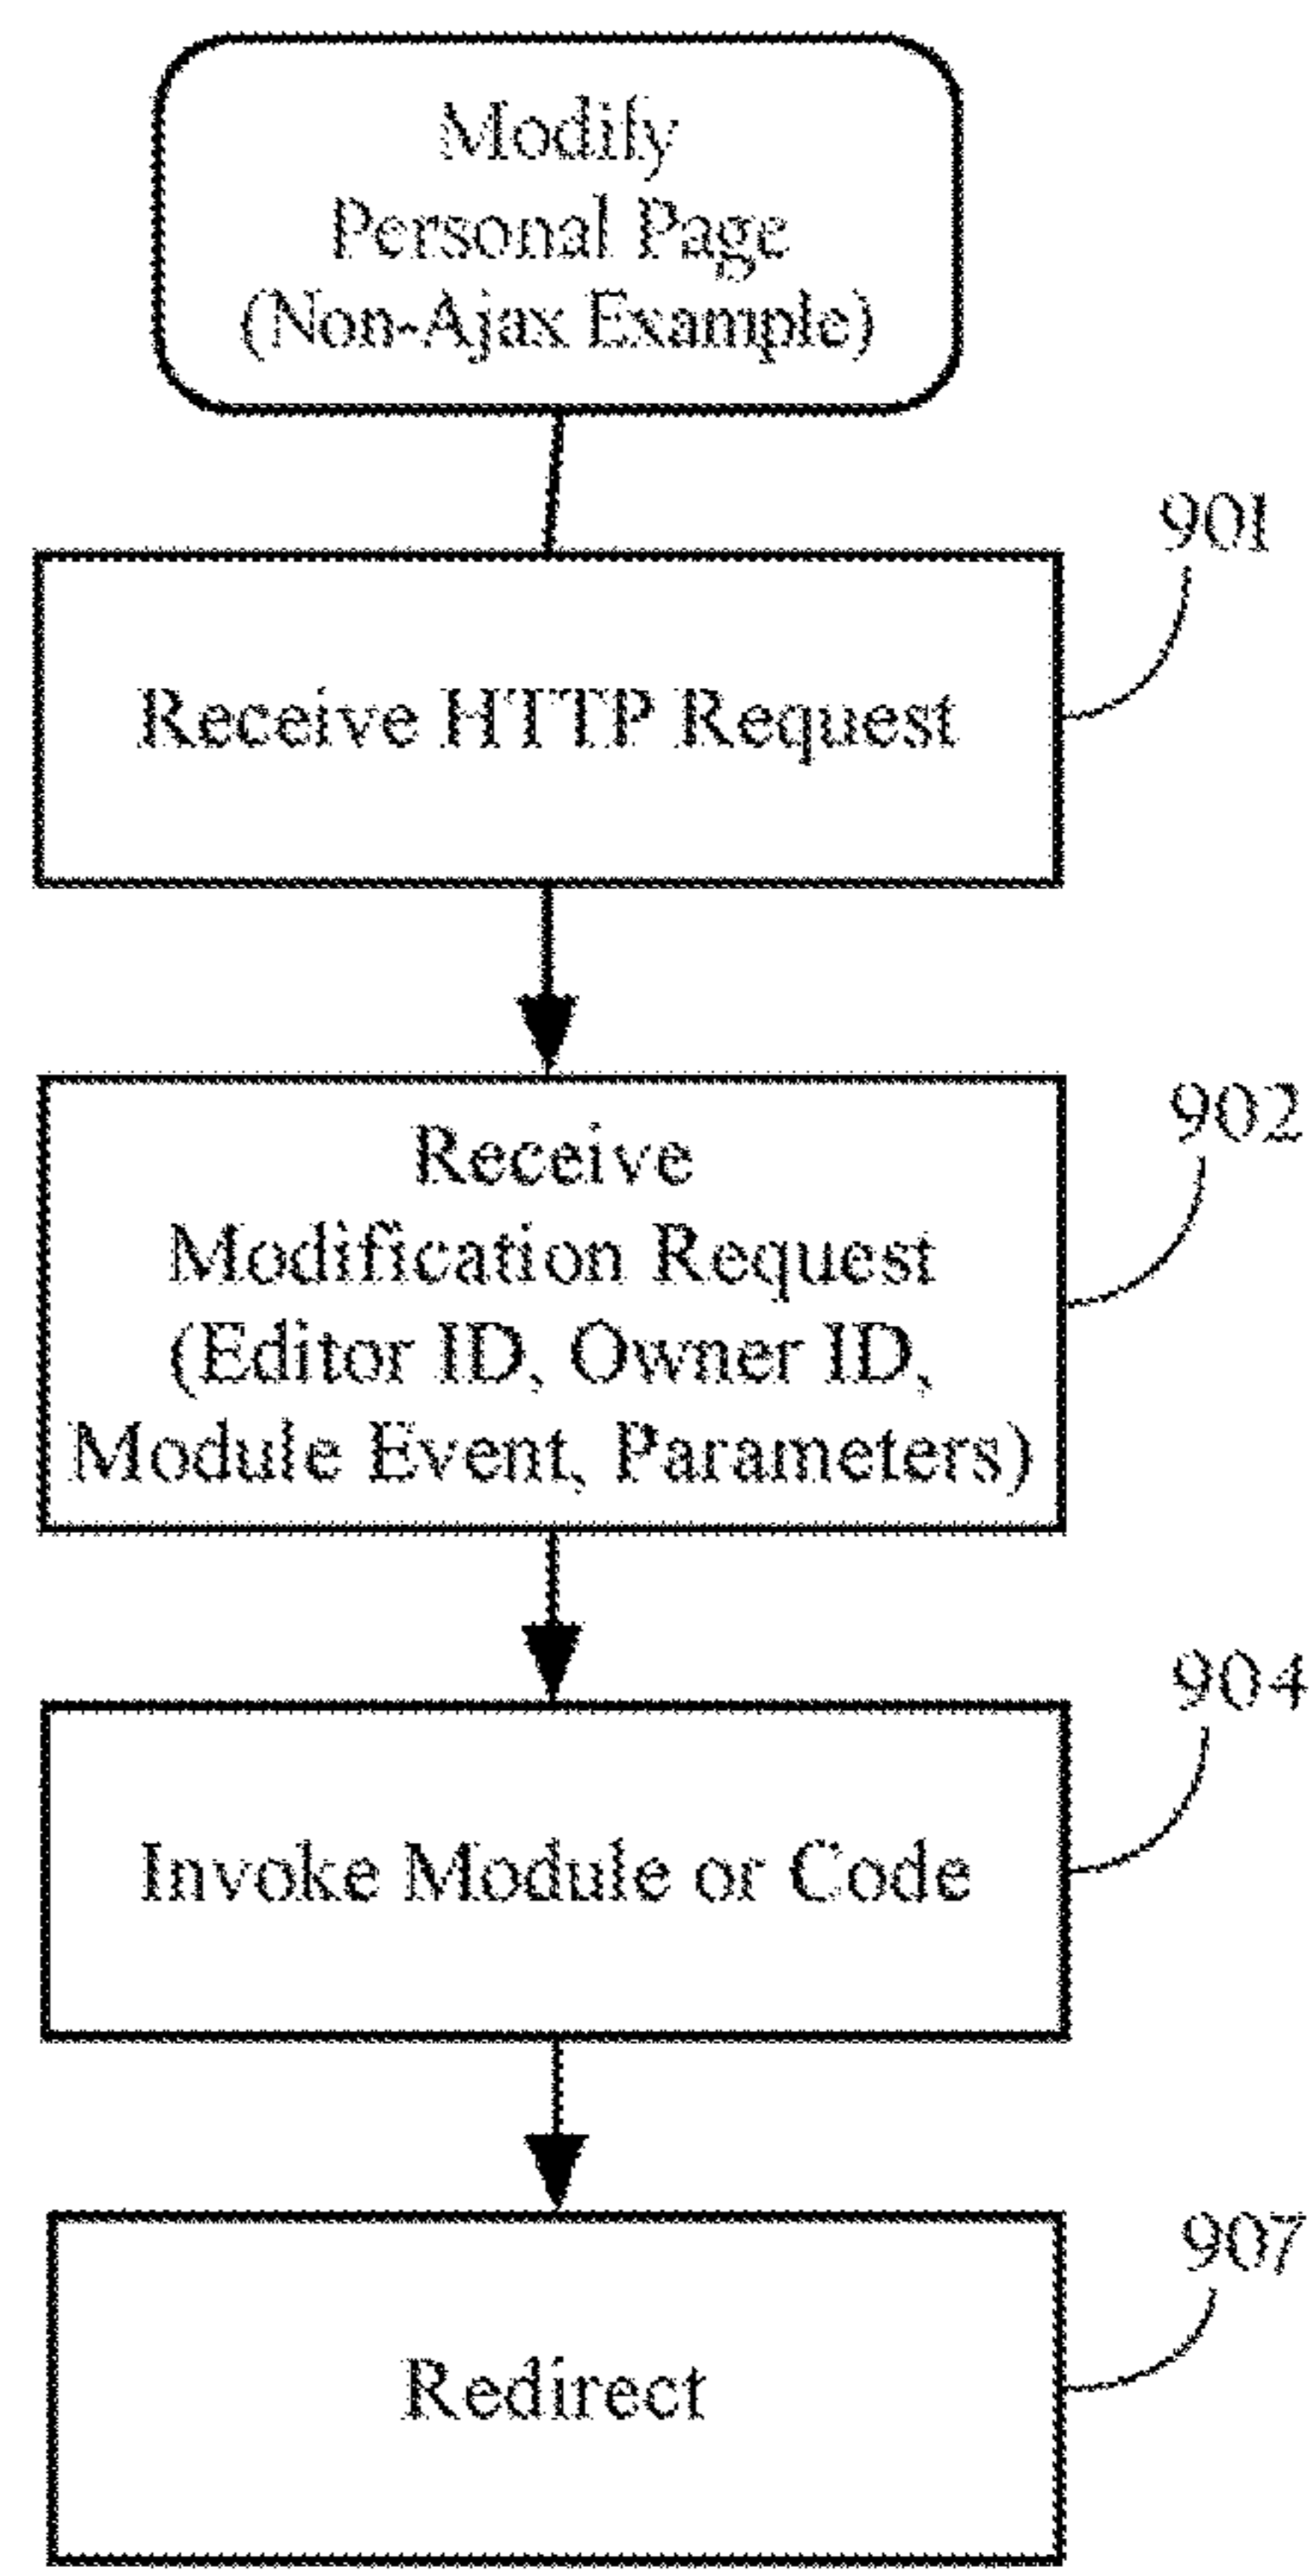 Modify
Personal Page
(Non-Ajax Example)
901
Receive HTTP Request
902
Receive
Modification Request
(Editor ID, Owner ID,
Module Event, Parameters)
904
Invoke Module or Code
907
Redirect